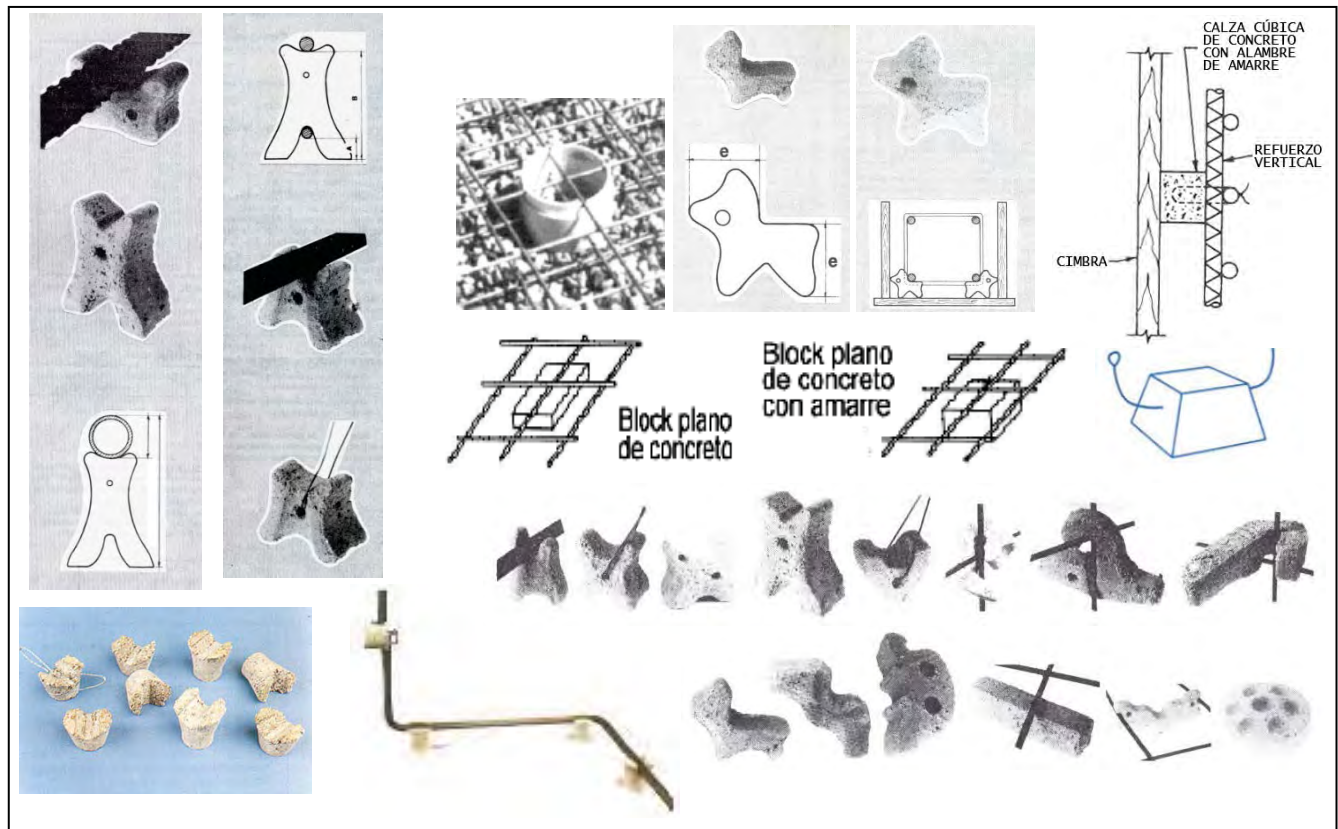 B
A
e
e
CALZA CÚBICA
DE CONCRETO
CON ALAMBRE
DE AMARRE
REFUERZO
VERTICAL
CIMBRA
Block plano
de concreto
Block plano
de concreto
con amarre